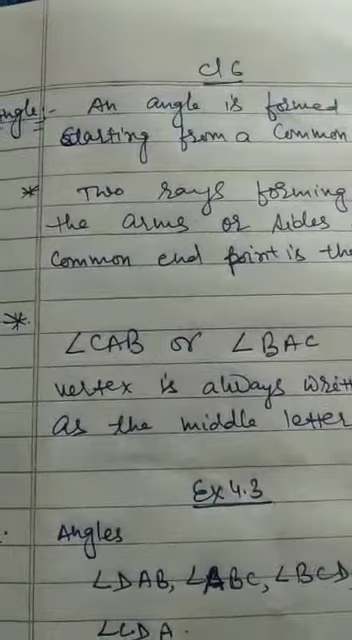 Cl 6
Angle:- An angle is formed
starting from a common
* Two rays forming
the arms or sides
common end point is the
*
∠CAB or ∠BAC
vertex is always writt
as the middle letter
Ex 4.3
Angles
∠DAB, ∠ABC, ∠BCD
∠CDA.